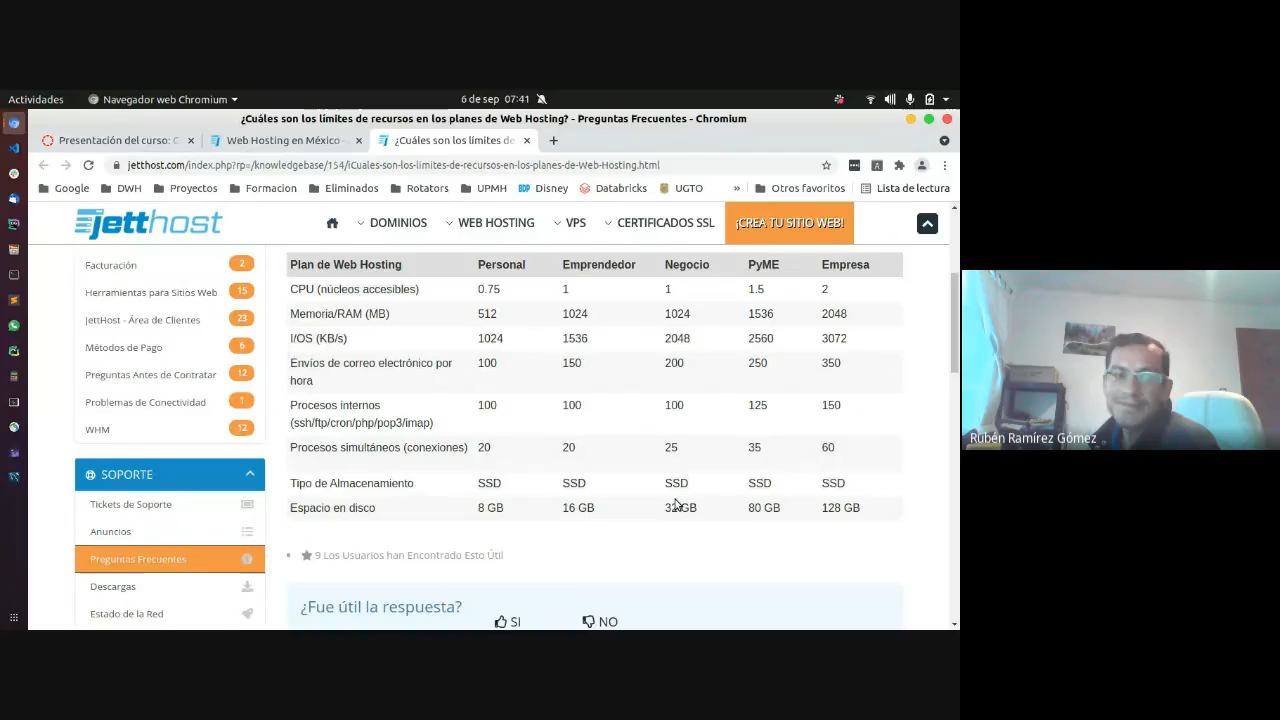 Actividades
Navegador web Chromium
6 de sep 07:41
¿Cuáles son los límites de recursos en los planes de Web Hosting? - Preguntas Frecuentes - Chromium
Presentación del curso: C
Web Hosting en México -
¿Cuáles son los límites de
jetthost.com/index.php?rp=/knowledgebase/154/iCuales-son-los-limites-de-recursos-en-los-planes-de-Web-Hosting.html
Google DWH Proyectos Formacion Eliminados Rotators UPMH Disney Databricks UGTO » Otros favoritos Lista de lectura
jetthost
DOMINIOS WEB HOSTING VPS CERTIFICADOS SSL ¡CREA TU SITIO WEB!
Facturación 2
Herramientas para Sitios Web 15
JettHost - Área de Clientes 23
Métodos de Pago 6
Preguntas Antes de Contratar 12
Problemas de Conectividad 1
WHM 12
SOPORTE
Tickets de Soporte
Anuncios
Preguntas Frecuentes
Descargas
Estado de la Red
Plan de Web Hosting Personal Emprendedor Negocio PyME Empresa
CPU (núcleos accesibles) 0.75 1 1 1.5 2
Memoria/RAM (MB) 512 1024 1024 1536 2048
I/OS (KB/s) 1024 1536 2048 2560 3072
Envíos de correo electrónico por 100 150 200 250 350
hora
Procesos internos 100 100 100 125 150
(ssh/ftp/cron/php/pop3/imap)
Procesos simultáneos (conexiones) 20 20 25 35 60
Tipo de Almacenamiento SSD SSD SSD SSD SSD
Espacio en disco 8 GB 16 GB GB 80 GB 128 GB
9 Los Usuarios han Encontrado Esto Útil
¿Fue útil la respuesta?
SI NO
Rubén Ramírez Gómez